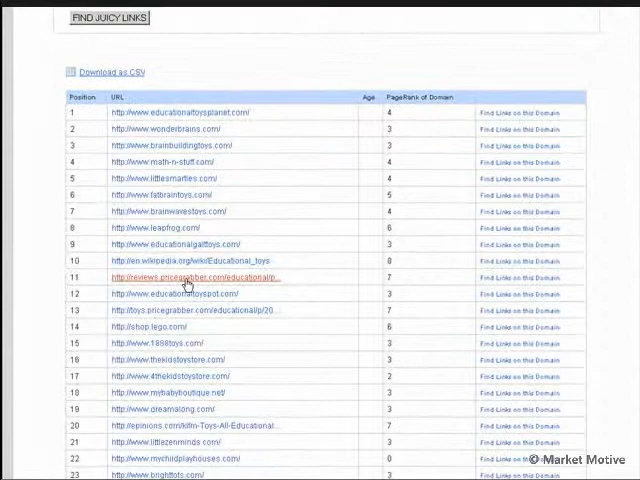 FIND JUICY LINKS
Download as CSV
Position URL Age PageRank of Domain
1 http://www.educationaltoysplanet.com/ 4 Find Links on this Domain
2 http://www.wonderbrains.com/ 3 Find Links on this Domain
3 http://www.brainbuildingtoys.com/ 3 Find Links on this Domain
4 http://www.math-n-stuff.com/ 4 Find Links on this Domain
5 http://www.littlesmarties.com/ 4 Find Links on this Domain
6 http://www.fatbraintoys.com/ 5 Find Links on this Domain
7 http://www.brainwavestoys.com/ 4 Find Links on this Domain
8 http://www.leapfrog.com/ 6 Find Links on this Domain
9 http://www.educationalgalttoys.com/ 3 Find Links on this Domain
10 http://en.wikipedia.org/wiki/Educational_toys 8 Find Links on this Domain
11 http://reviews.pricegrabber.com/educational/p... 7 Find Links on this Domain
12 http://www.educationaltoyspot.com/ 3 Find Links on this Domain
13 http://toys.pricegrabber.com/educational/p/20... 7 Find Links on this Domain
14 http://shop.lego.com/ 6 Find Links on this Domain
15 http://www.1888toys.com/ 3 Find Links on this Domain
16 http://www.thekidstoystore.com/ 3 Find Links on this Domain
17 http://www.4thekidstoystore.com/ 2 Find Links on this Domain
18 http://www.mybabyboutique.net/ 3 Find Links on this Domain
19 http://www.dreamalong.com/ 3 Find Links on this Domain
20 http://epinions.com/kifm-Toys-All-Educational... 7 Find Links on this Domain
21 http://www.littlezenminds.com/ 3 Find Links on this Domain
22 http://www.mychildplayhouses.com/ 0 Find Links on this Domain
23 http://www.brighttots.com/ 3 Find Links on this Domain
© Market Motive